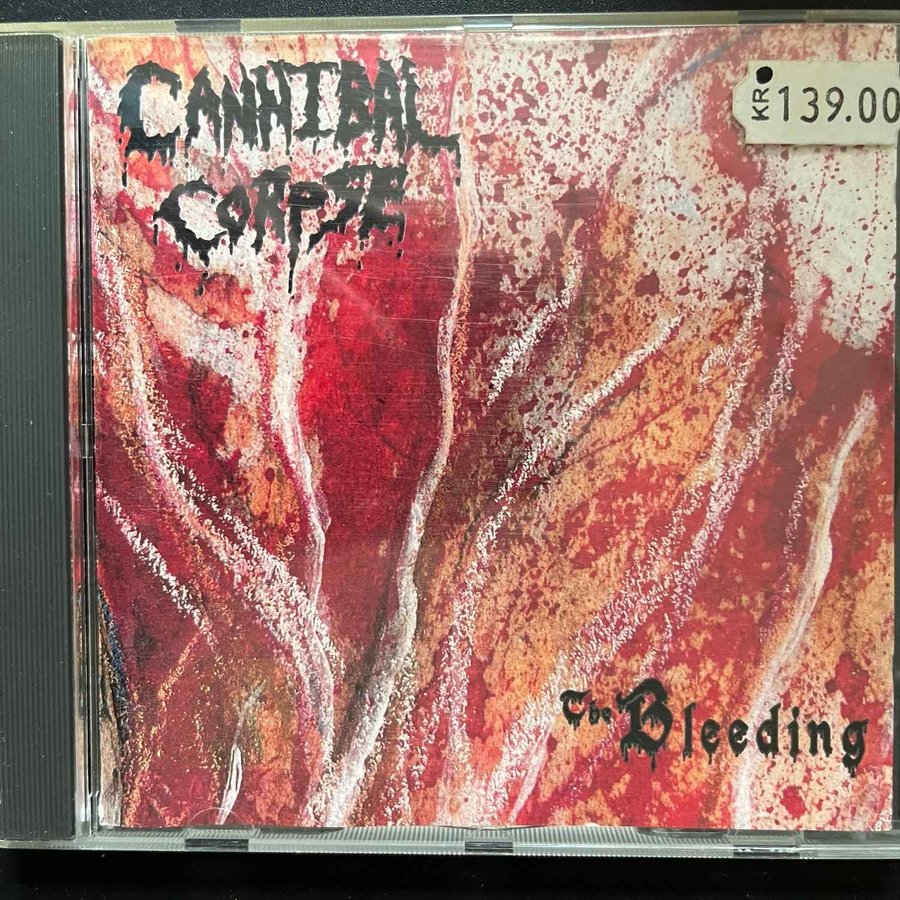 CANNIBAL
CORPSE
KR 139.00
The Bleeding